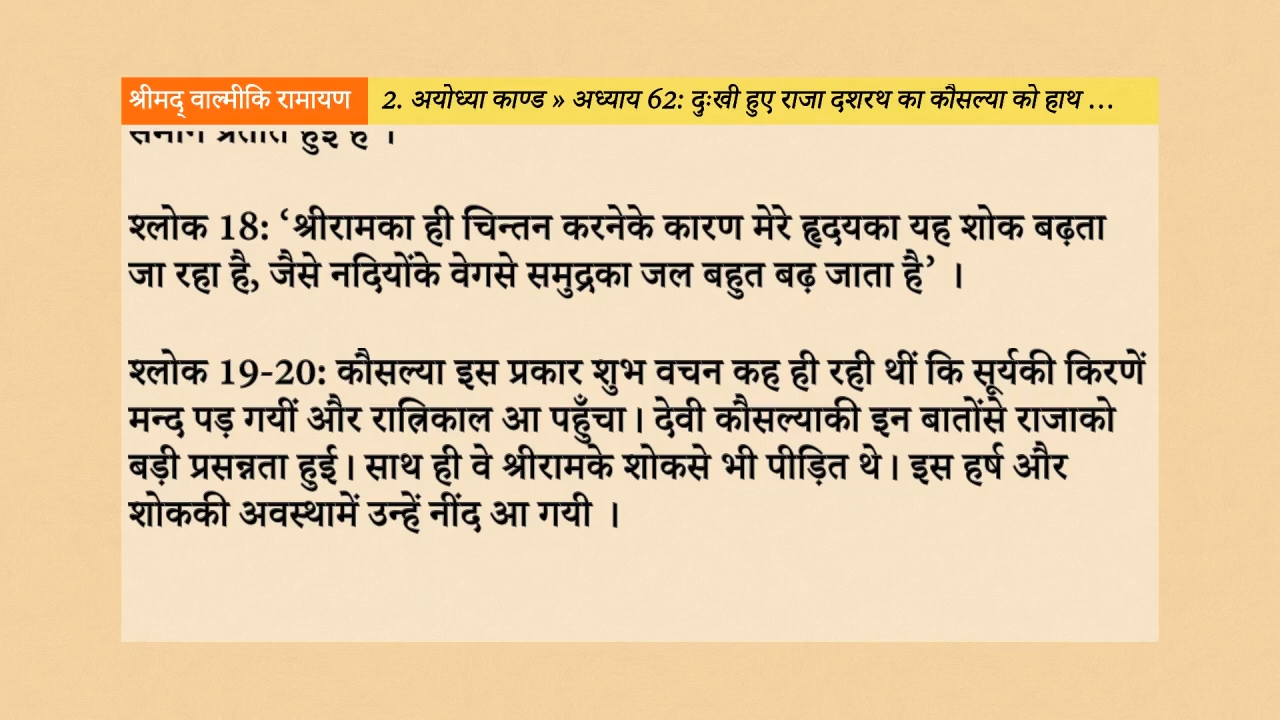 श्रीमद् वाल्मीकि रामायण 2. अयोध्या काण्ड » अध्याय 62: दुःखी हुए राजा दशरथ का कौसल्या को हाथ ...
समान प्रतीत हुई है ।
श्लोक 18: ‘श्रीरामका ही चिन्तन करनेके कारण मेरे हृदयका यह शोक बढ़ता
जा रहा है, जैसे नदियोंके वेगसे समुद्रका जल बहुत बढ़ जाता है’ ।
श्लोक 19-20: कौसल्या इस प्रकार शुभ वचन कह ही रही थीं कि सूर्यकी किरणें
मन्द पड़ गयीं और रात्रिकाल आ पहुँचा। देवी कौसल्याकी इन बातोंसे राजाको
बड़ी प्रसन्नता हुई। साथ ही वे श्रीरामके शोकसे भी पीड़ित थे। इस हर्ष और
शोककी अवस्थामें उन्हें नींद आ गयी ।